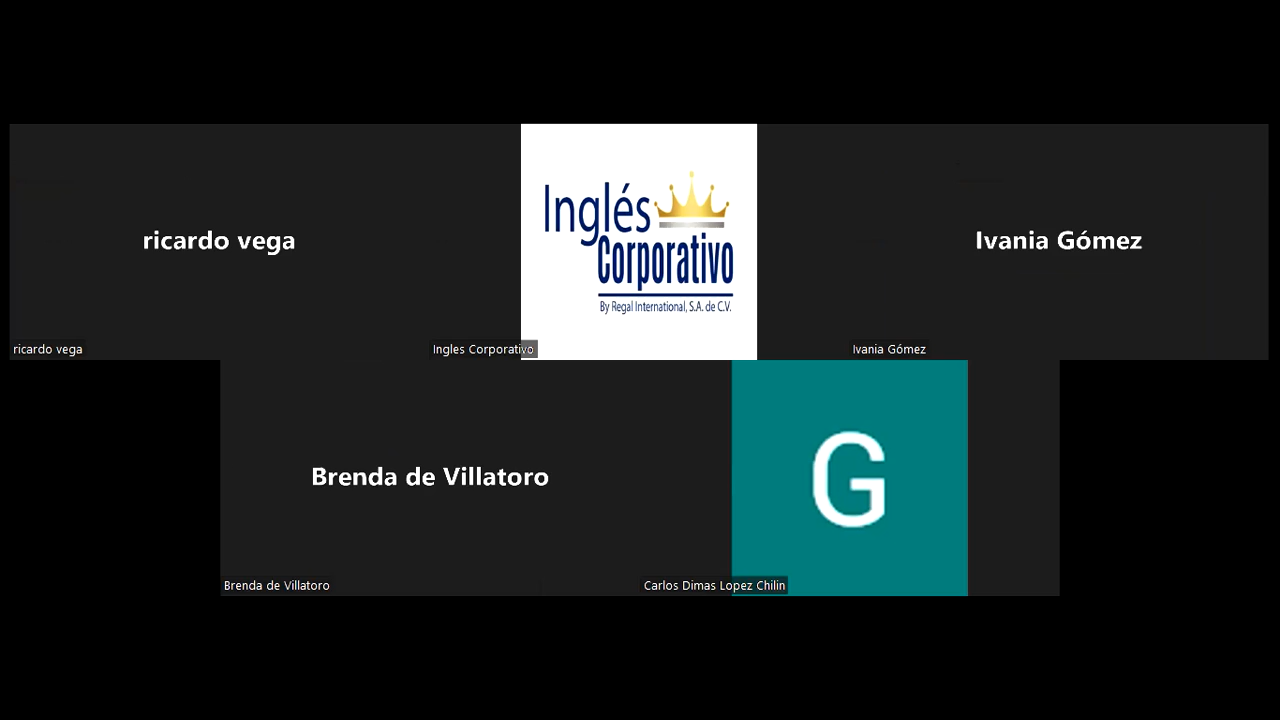 ricardo vega
Inglés
Corporativo
By Regal International, S.A. de C.V.
Ivania Gómez
ricardo vega
Ingles Corporativo
Ivania Gómez
Brenda de Villatoro
G
Brenda de Villatoro
Carlos Dimas Lopez Chilin